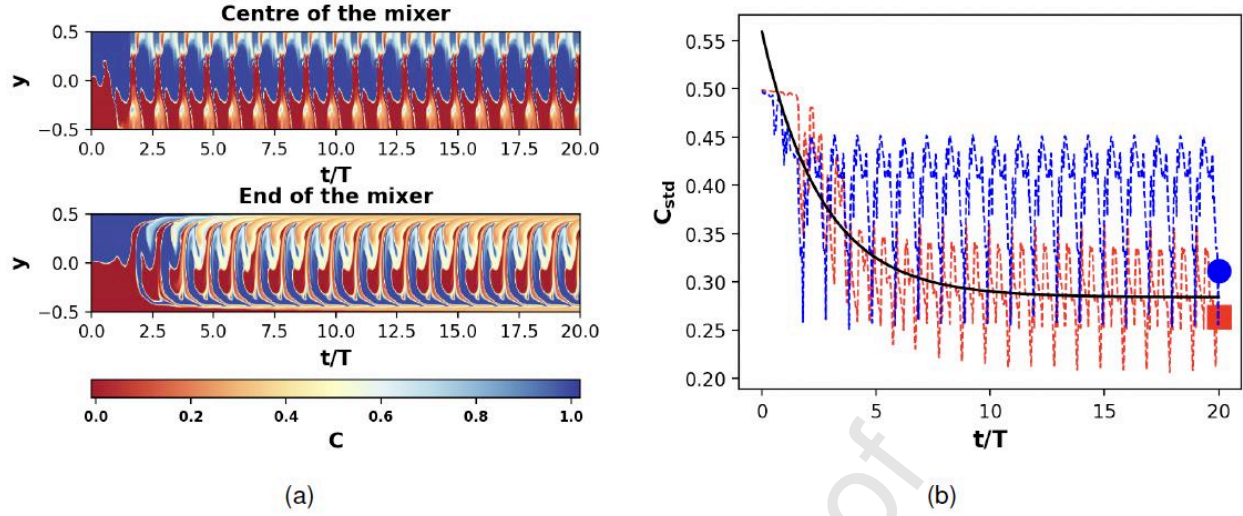 Centre of the mixer
0.5
0.0
−0.5
y
0.0 2.5 5.0 7.5 10.0 12.5 15.0 17.5 20.0
t/T
End of the mixer
0.5
0.0
−0.5
y
0.0 2.5 5.0 7.5 10.0 12.5 15.0 17.5 20.0
t/T
0.0 0.2 0.4 0.6 0.8 1.0
C
(a)
0.55
0.50
0.45
0.40
0.35
0.30
0.25
0.20
C_std
0 5 10 15 20
t/T
of
(b)